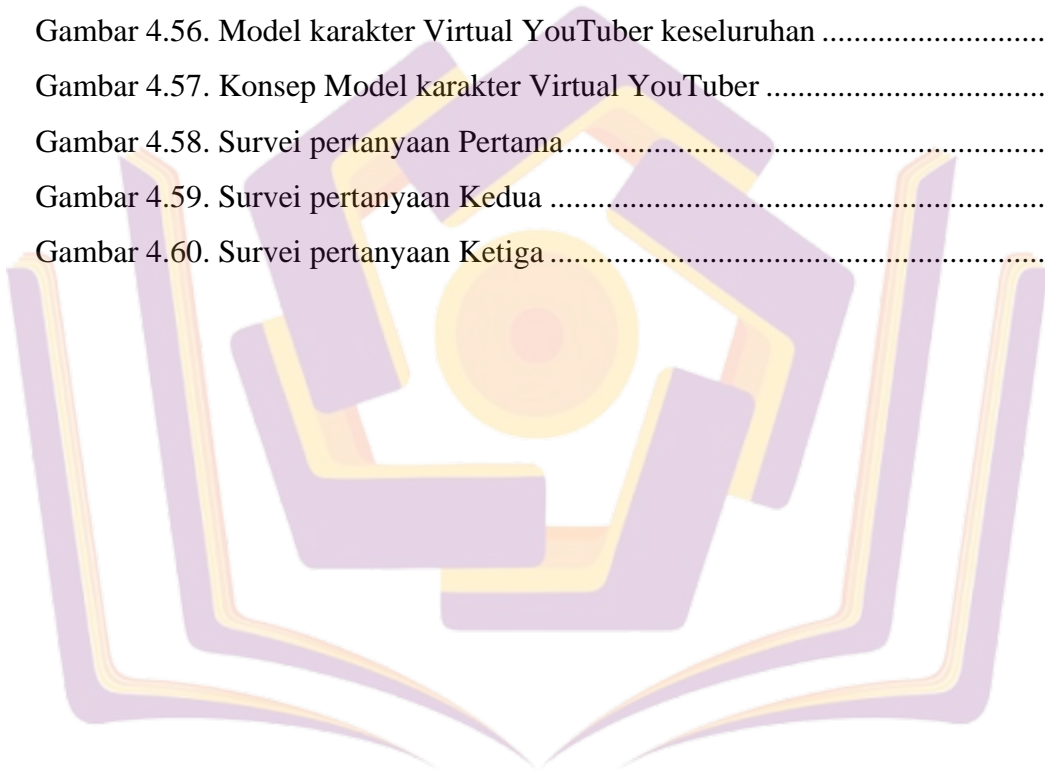 Gambar 4.56. Model karakter Virtual YouTuber keseluruhan ...........................
Gambar 4.57. Konsep Model karakter Virtual YouTuber ..................................
Gambar 4.58. Survei pertanyaan Pertama..........................................................
Gambar 4.59. Survei pertanyaan Kedua ............................................................
Gambar 4.60. Survei pertanyaan Ketiga ............................................................